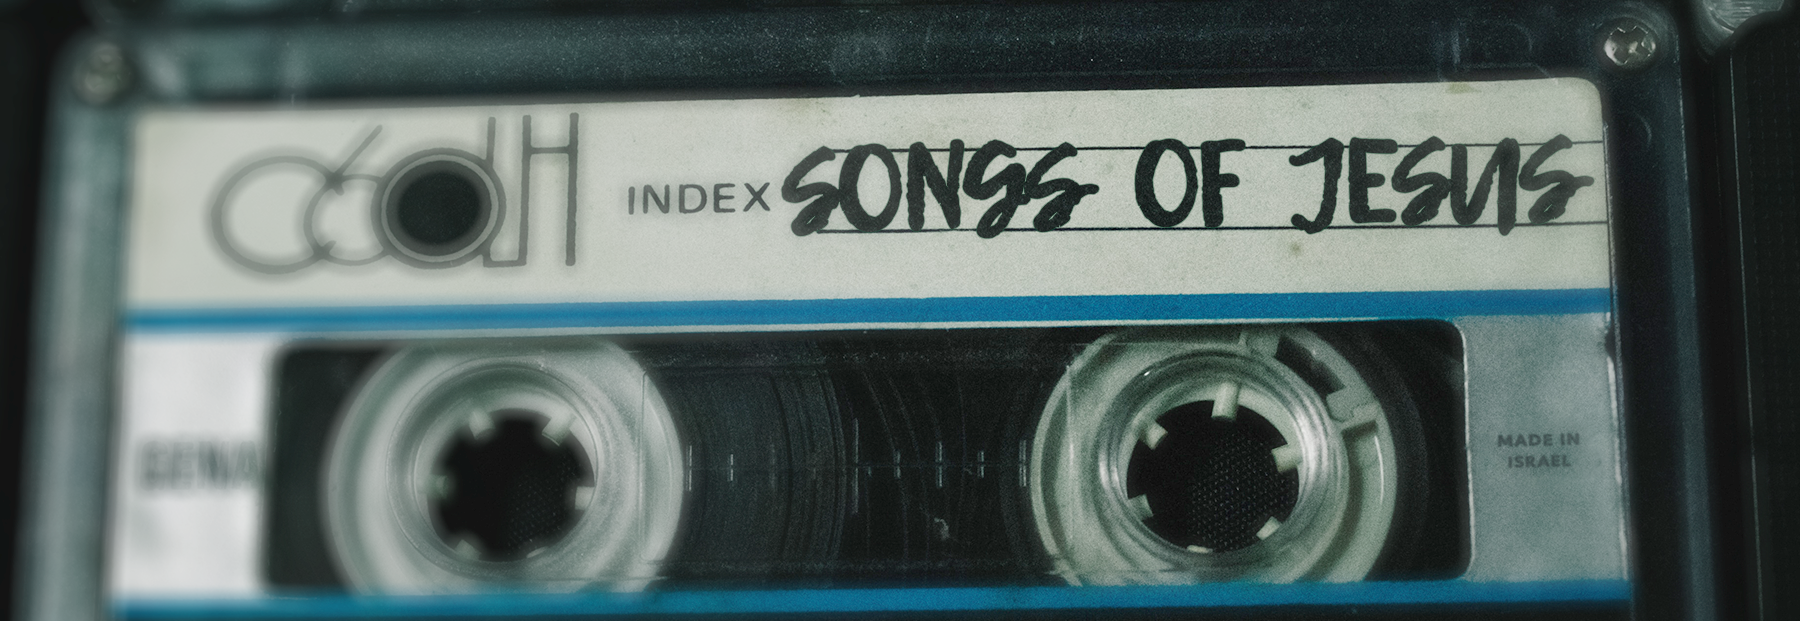 INDEX SONGS OF JESUS
MADE IN
ISRAEL